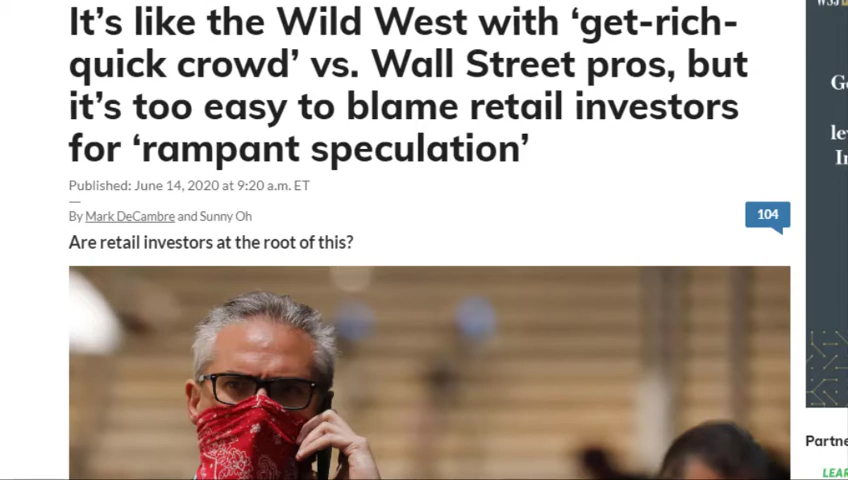 It’s like the Wild West with ‘get-rich-
quick crowd’ vs. Wall Street pros, but
it’s too easy to blame retail investors
for ‘rampant speculation’
Published: June 14, 2020 at 9:20 a.m. ET
By Mark DeCambre and Sunny Oh
104
Are retail investors at the root of this?
WSJ